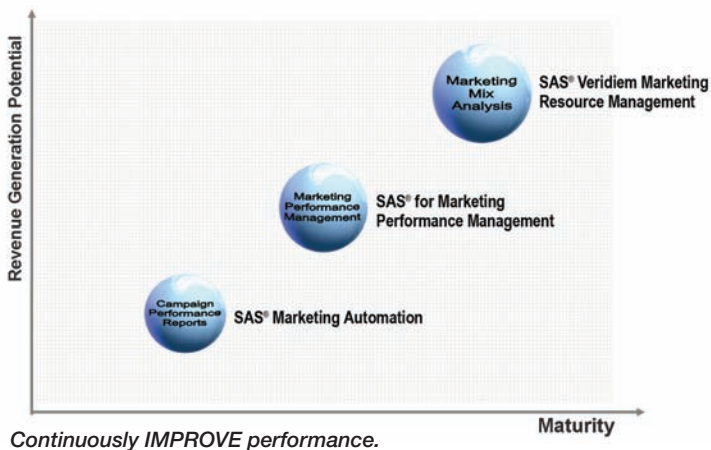 Revenue Generation Potential
Marketing
Mix
Analysis
SAS® Veridiem Marketing
Resource Management
Marketing
Performance
Management
SAS® for Marketing
Performance Management
Campaign
Performance
Reports
SAS® Marketing Automation
Maturity
Continuously IMPROVE performance.